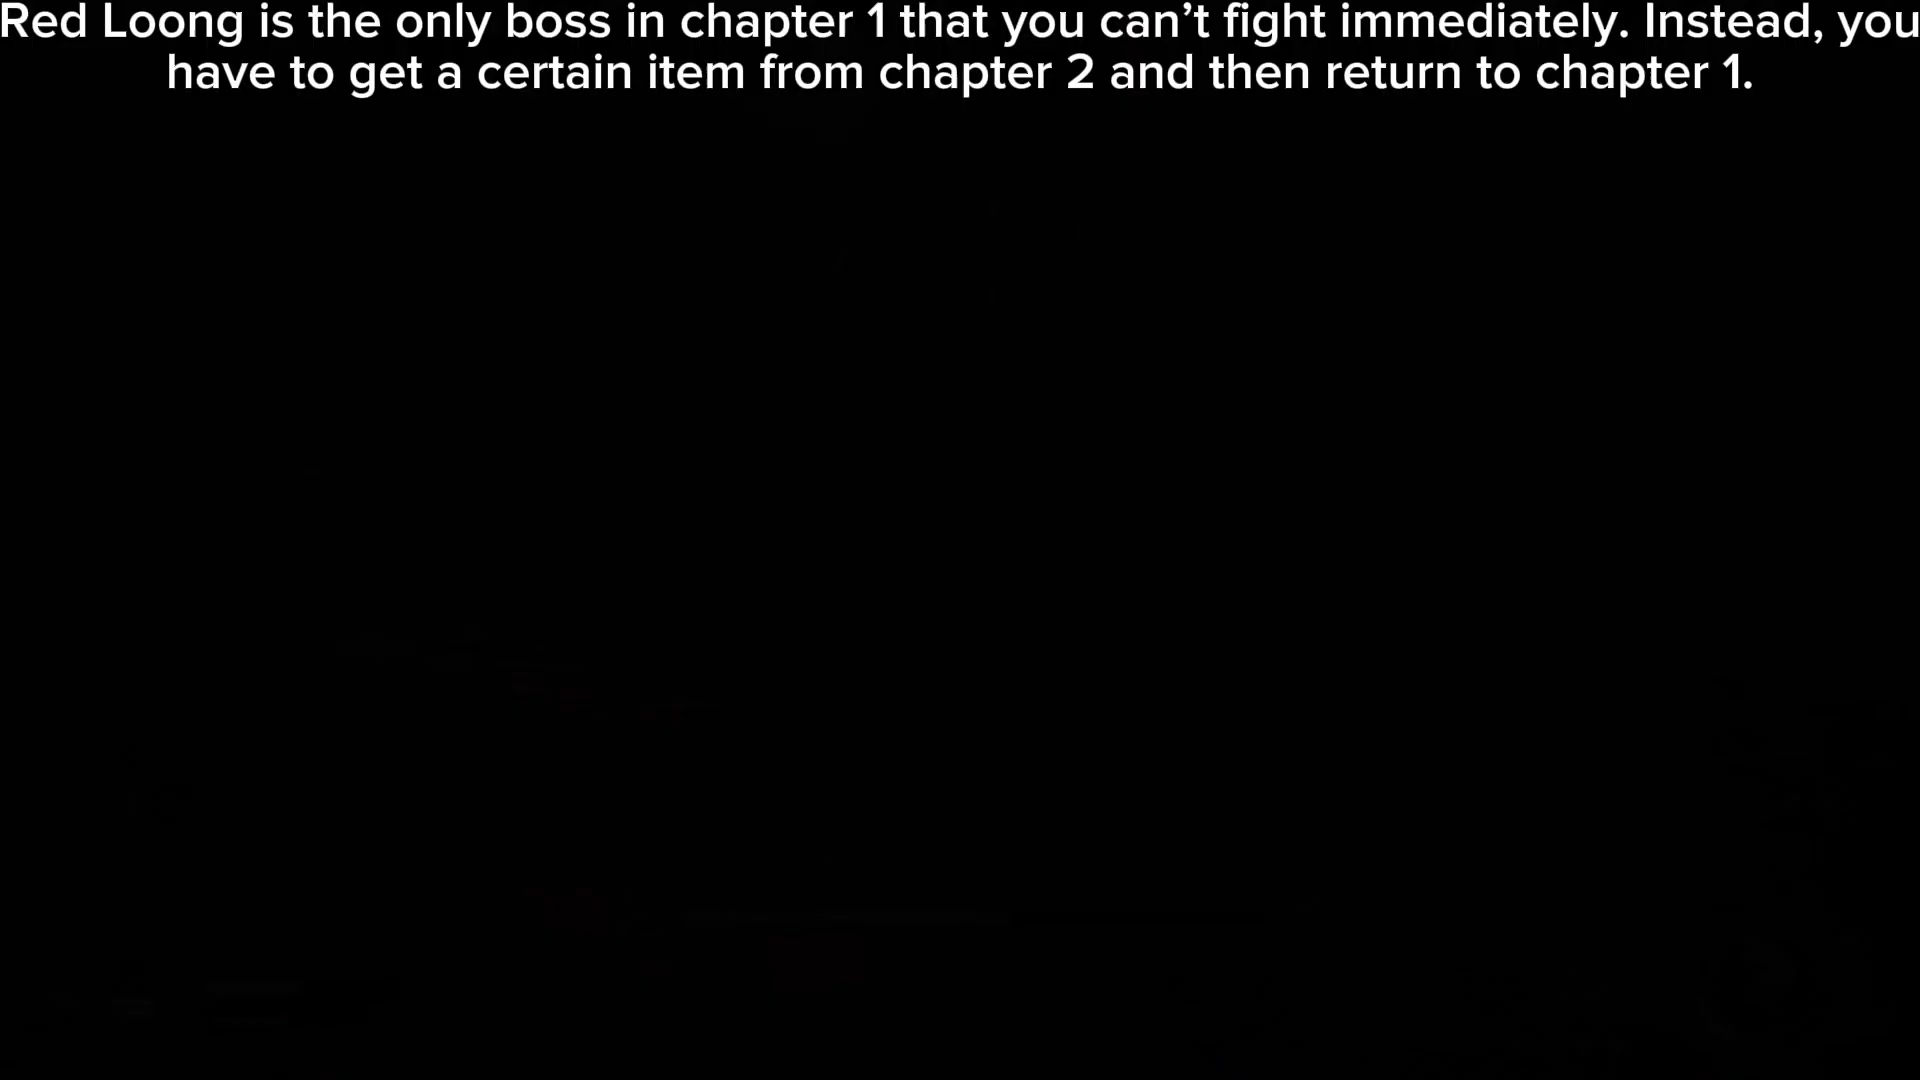 Red Loong is the only boss in chapter 1 that you can’t fight immediately. Instead, you
have to get a certain item from chapter 2 and then return to chapter 1.